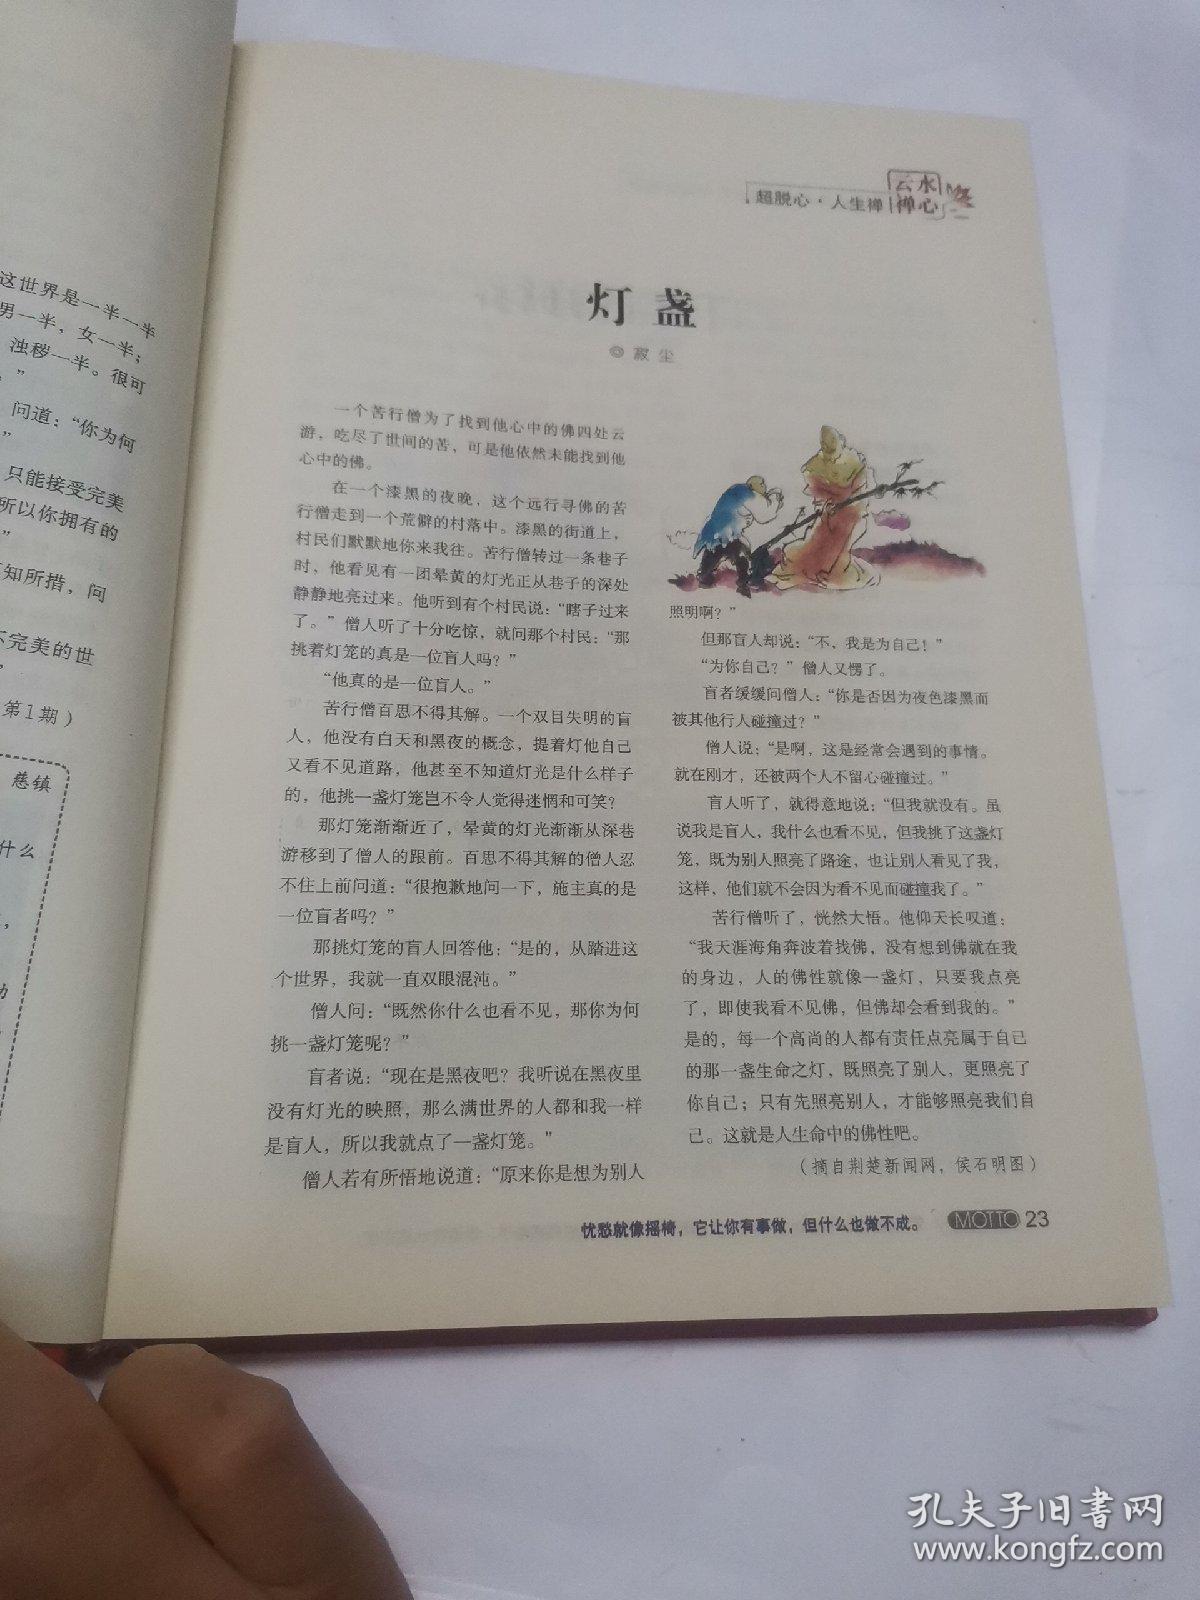 这世界是一半一半
男一半，女一半；
浊秽一半。很可
”
问道：“你为何
”
只能接受完美
所以你拥有的
”
知所措，问
不完美的世
”
第1期）
慈镇
什么
超脱心·人生禅
云水
禅心
灯盏
◎寂尘
一个苦行僧为了找到他心中的佛四处云
游，吃尽了世间的苦，可是他依然未能找到他
心中的佛。
在一个漆黑的夜晚，这个远行寻佛的苦
行僧走到一个荒僻的村落中。漆黑的街道上，
村民们默默地你来我往。苦行僧转过一条巷子
时，他看见有一团晕黄的灯光正从巷子的深处
静静地亮过来。他听到有个村民说：“瞎子过来
了。”僧人听了十分吃惊，就问那个村民：“那
挑着灯笼的真是一位盲人吗？”
“他真的是一位盲人。”
苦行僧百思不得其解。一个双目失明的盲
人，他没有白天和黑夜的概念，提着灯他自己
又看不见道路，他甚至不知道灯光是什么样子
的，他挑一盏灯笼岂不令人觉得迷惘和可笑？
那灯笼渐渐近了，晕黄的灯光渐渐从深巷
游移到了僧人的跟前。百思不得其解的僧人忍
不住上前问道：“很抱歉地问一下，施主真的是
一位盲者吗？”
那挑灯笼的盲人回答他：“是的，从踏进这
个世界，我就一直双眼混沌。”
僧人问：“既然你什么也看不见，那你为何
挑一盏灯笼呢？”
盲者说：“现在是黑夜吧？我听说在黑夜里
没有灯光的映照，那么满世界的人都和我一样
是盲人，所以我就点了一盏灯笼。”
僧人若有所悟地说道：“原来你是想为别人
照明啊？”
但那盲人却说：“不，我是为自己！”
“为你自己？”僧人又愣了。
盲者缓缓问僧人：“你是否因为夜色漆黑而
被其他行人碰撞过？”
僧人说：“是啊，这是经常会遇到的事情。
就在刚才，还被两个人不留心碰撞过。”
盲人听了，就得意地说：“但我就没有。虽
说我是盲人，我什么也看不见，但我挑了这盏灯
笼，既为别人照亮了路途，也让别人看见了我，
这样，他们就不会因为看不见而碰撞我了。”
苦行僧听了，恍然大悟。他仰天长叹道：
“我天涯海角奔波着找佛，没有想到佛就在我
的身边，人的佛性就像一盏灯，只要我点亮
了，即使我看不见佛，但佛却会看到我的。”
是的，每一个高尚的人都有责任点亮属于自己
的那一盏生命之灯，既照亮了别人，更照亮了
你自己；只有先照亮别人，才能够照亮我们自
己。这就是人生命中的佛性吧。
（摘自荆楚新闻网，侯石明图）
忧愁就像摇椅，它让你有事做，但什么也做不成。 MOTTO 23
孔夫子旧书网
www.kongfz.com